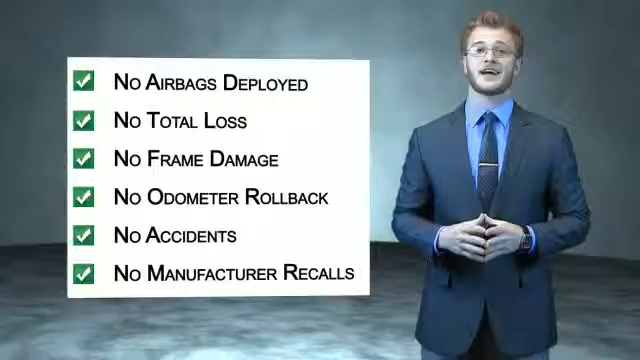 No Airbags Deployed
No Total Loss
No Frame Damage
No Odometer Rollback
No Accidents
No Manufacturer Recalls